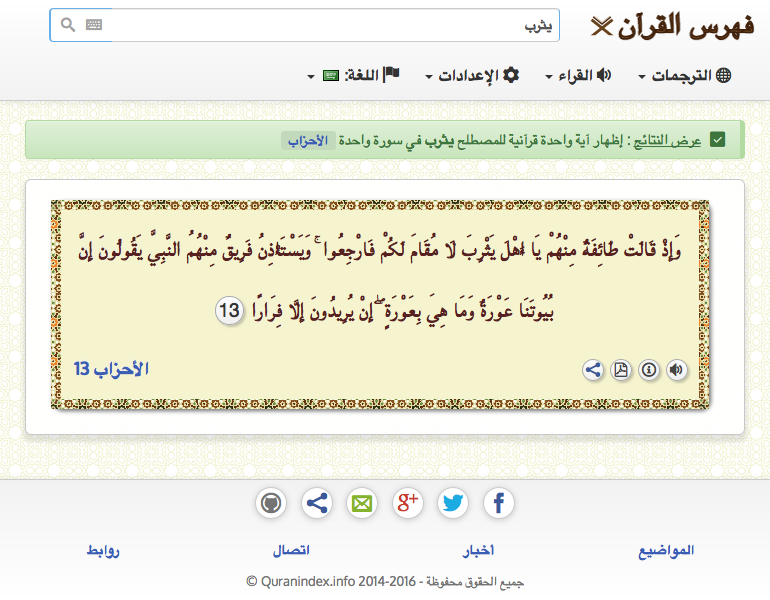 فهرس القرآن
يثرب
الترجمات
القراء
الإعدادات
اللغة:
عرض النتائج : إظهار آية واحدة قرآنية للمصطلح يثرب في سورة واحدة الأحزاب
وَإِذْ قَالَتْ طَائِفَةٌ مِنْهُمْ يَا أَهْلَ يَثْرِبَ لَا مُقَامَ لَكُمْ فَارْجِعُوا ۚ وَيَسْتَأْذِنُ فَرِيقٌ مِنْهُمُ النَّبِيَّ يَقُولُونَ إِنَّ
بُيُوتَنَا عَوْرَةٌ وَمَا هِيَ بِعَوْرَةٍ ۖ إِنْ يُرِيدُونَ إِلَّا فِرَارًا 13
الأحزاب 13
المواضيع
أخبار
اتصال
روابط
جميع الحقوق محفوظة - Quranindex.info 2014-2016 ©